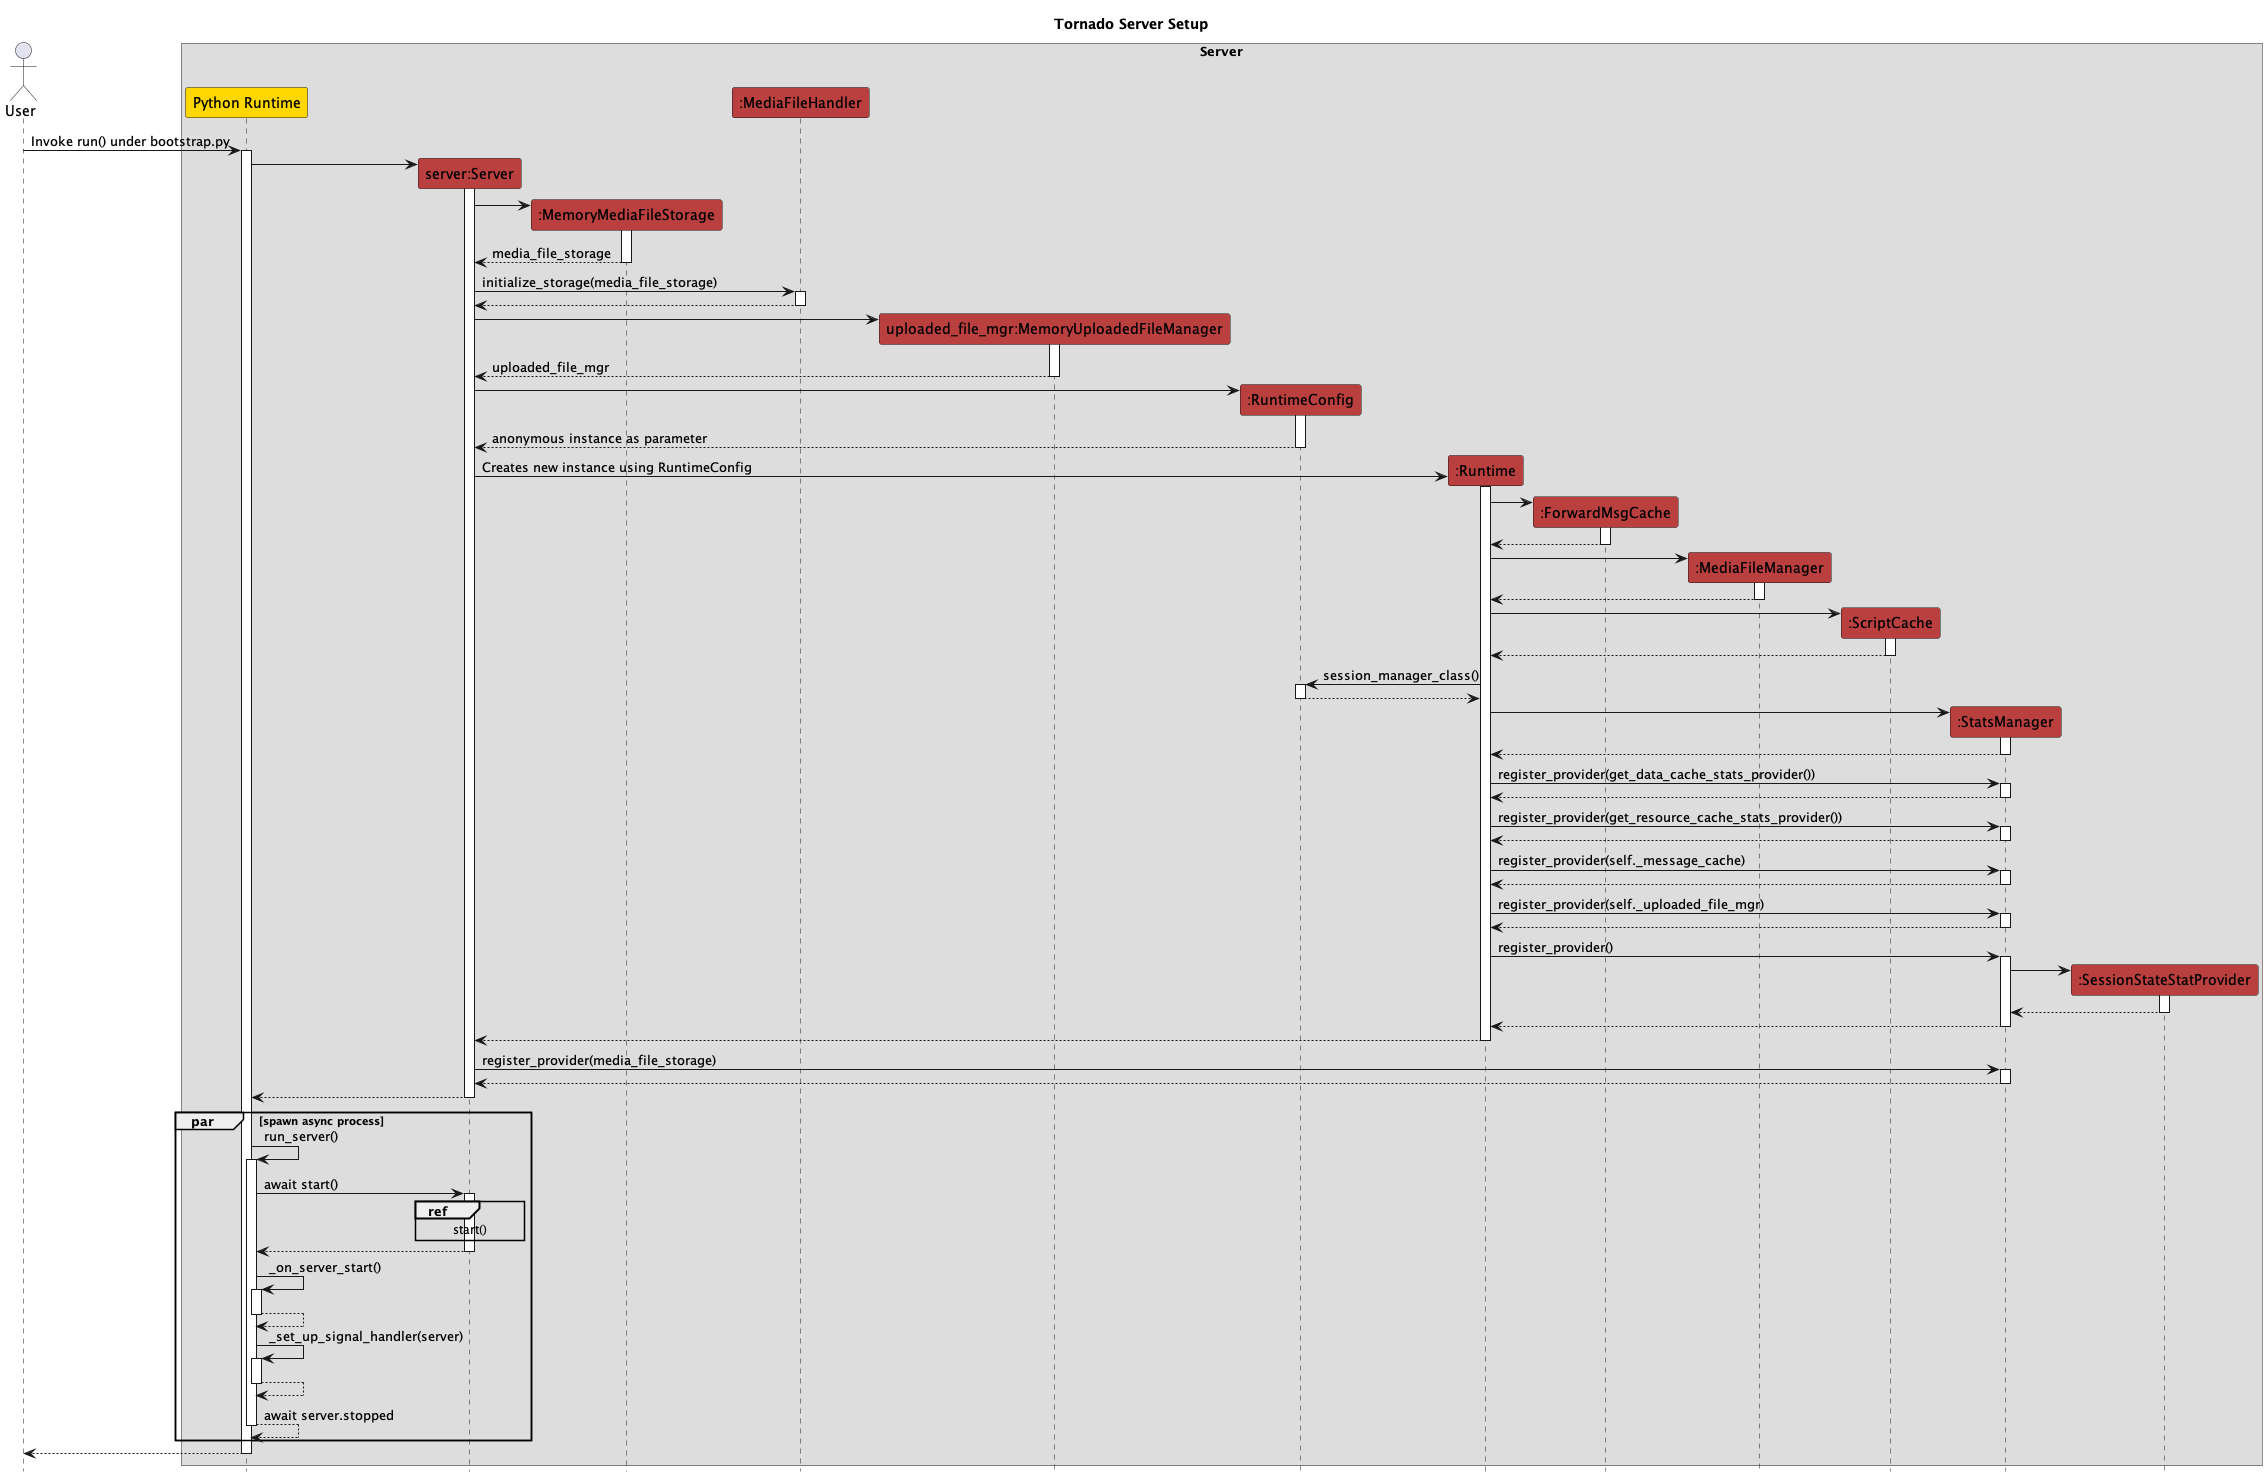 Tornado Server Setup
Server
User
Python Runtime
:MediaFileHandler
Invoke run() under bootstrap.py
server:Server
:MemoryMediaFileStorage
media_file_storage
initialize_storage(media_file_storage)
uploaded_file_mgr:MemoryUploadedFileManager
uploaded_file_mgr
:RuntimeConfig
anonymous instance as parameter
Creates new instance using RuntimeConfig
:Runtime
:ForwardMsgCache
:MediaFileManager
:ScriptCache
session_manager_class()
:StatsManager
register_provider(get_data_cache_stats_provider())
register_provider(get_resource_cache_stats_provider())
register_provider(self._message_cache)
register_provider(self._uploaded_file_mgr)
register_provider()
:SessionStateStatProvider
register_provider(media_file_storage)
par [spawn async process]
run_server()
await start()
ref
start()
_on_server_start()
_set_up_signal_handler(server)
await server.stopped